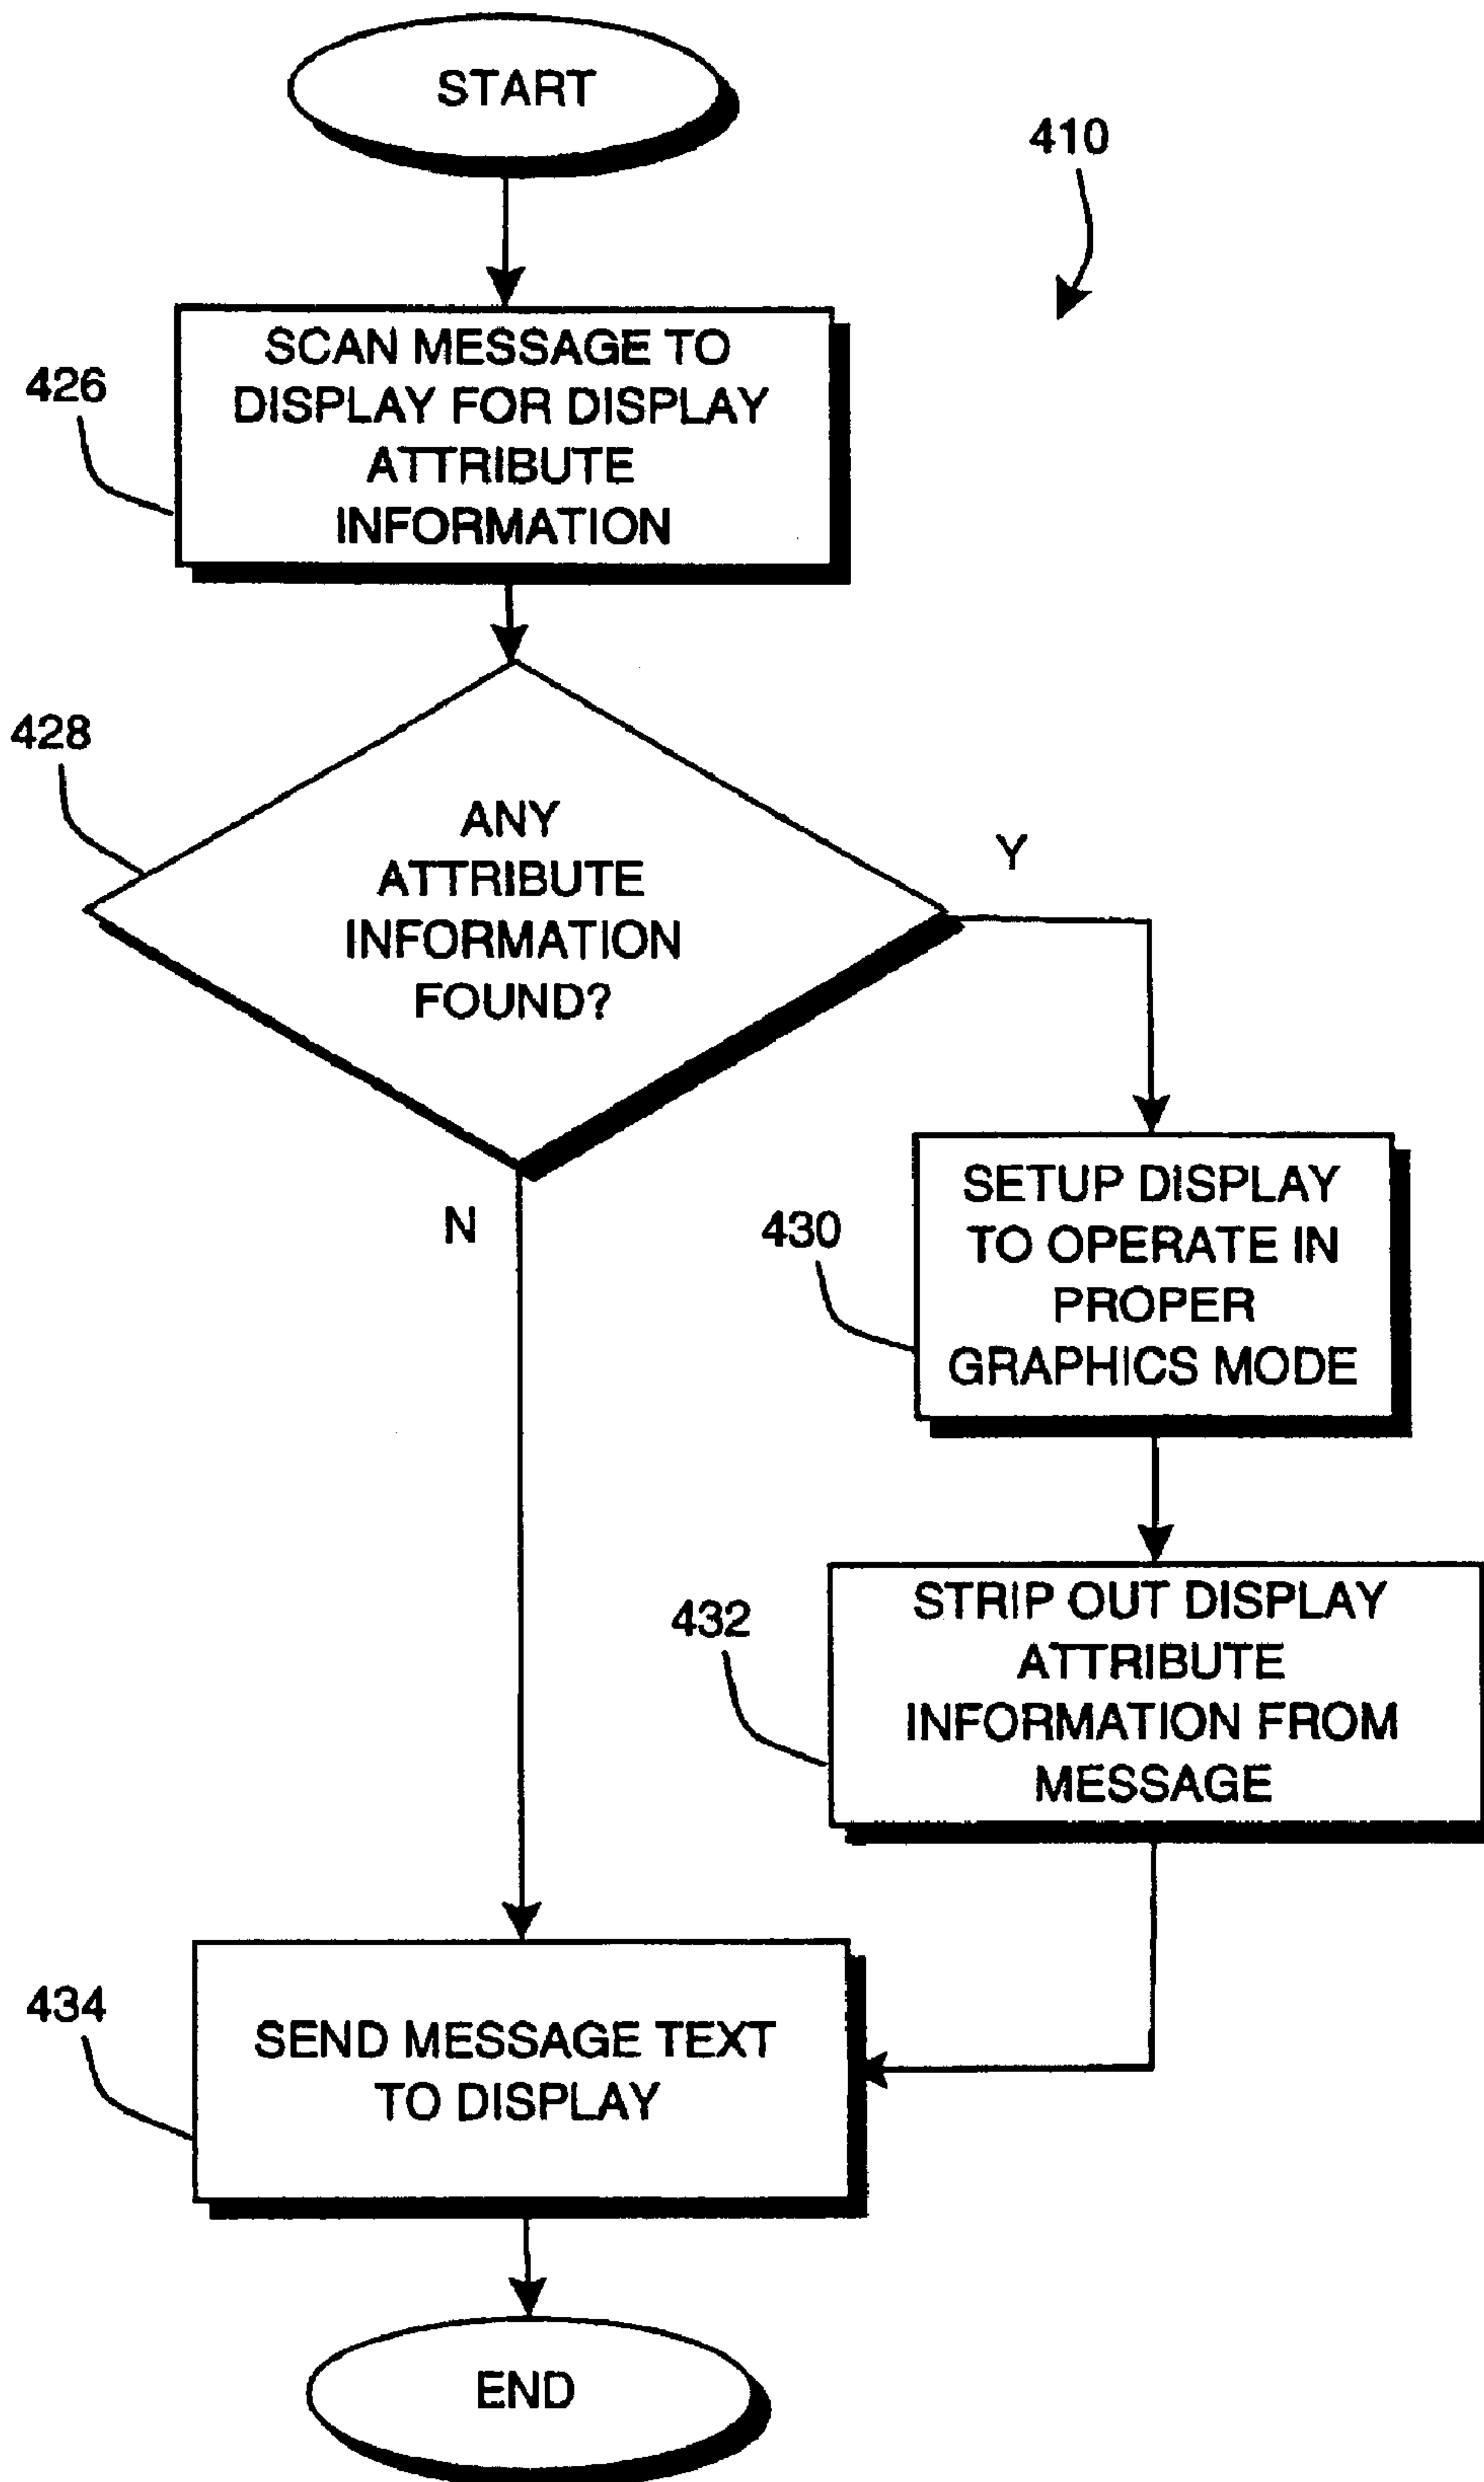 START
410
426
SCAN MESSAGE TO
DISPLAY FOR DISPLAY
ATTRIBUTE
INFORMATION
428
ANY
ATTRIBUTE
INFORMATION
FOUND?
Y
N
430
SETUP DISPLAY
TO OPERATE IN
PROPER
GRAPHICS MODE
432
STRIP OUT DISPLAY
ATTRIBUTE
INFORMATION FROM
MESSAGE
434
SEND MESSAGE TEXT
TO DISPLAY
END